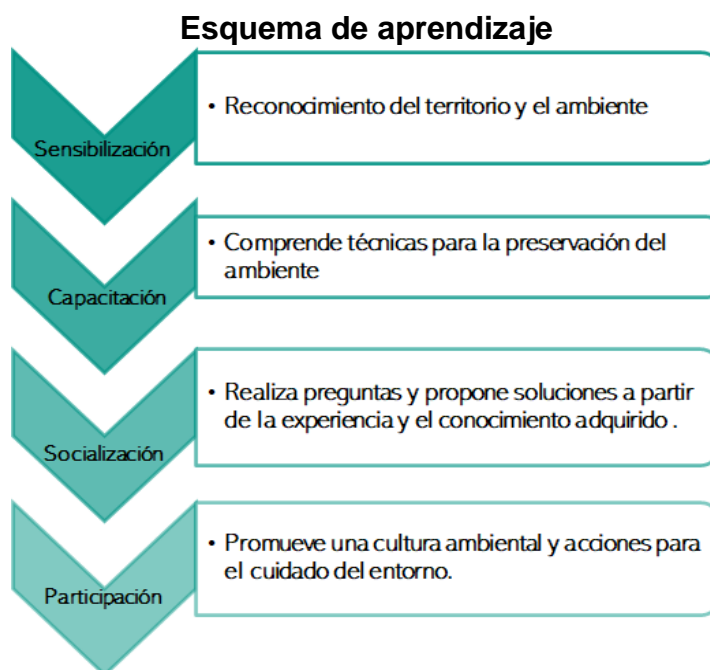 Esquema de aprendizaje
• Reconocimiento del territorio y el ambiente
Sensibilización
• Comprende técnicas para la preservación del
ambiente
Capacitación
• Realiza preguntas y propone soluciones a partir
de la experiencia y el conocimiento adquirido .
Socialización
• Promueve una cultura ambiental y acciones para
el cuidado del entorno.
Participación